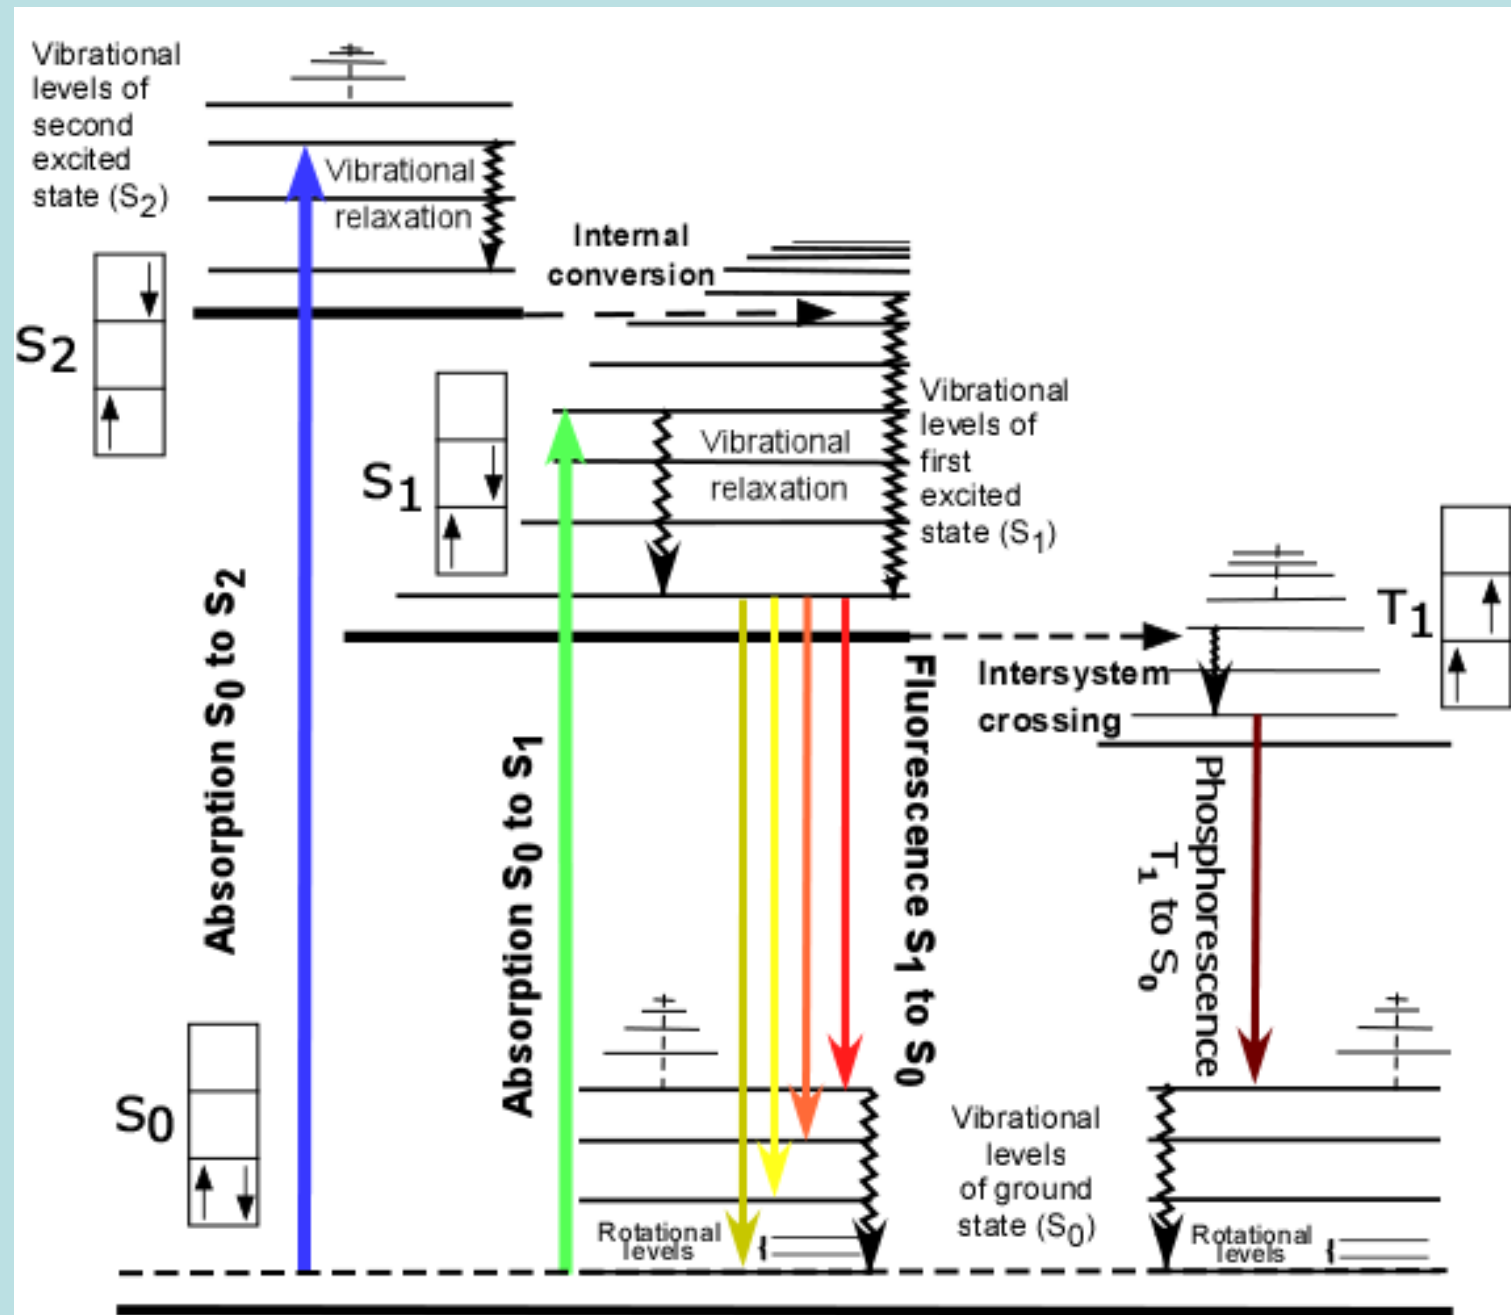 Vibrational
levels of
second
excited
state (S2)
Vibrational
relaxation
Internal
conversion
S2
S1
Vibrational
relaxation
Vibrational
levels of
first
excited
state (S1)
T1
Intersystem
crossing
Absorption S0 to S2
Absorption S0 to S1
Fluorescence S1 to S0
Phosphorescence
T1 to S0
S0
Vibrational
levels
of ground
state (S0)
Rotational
levels
Rotational
levels